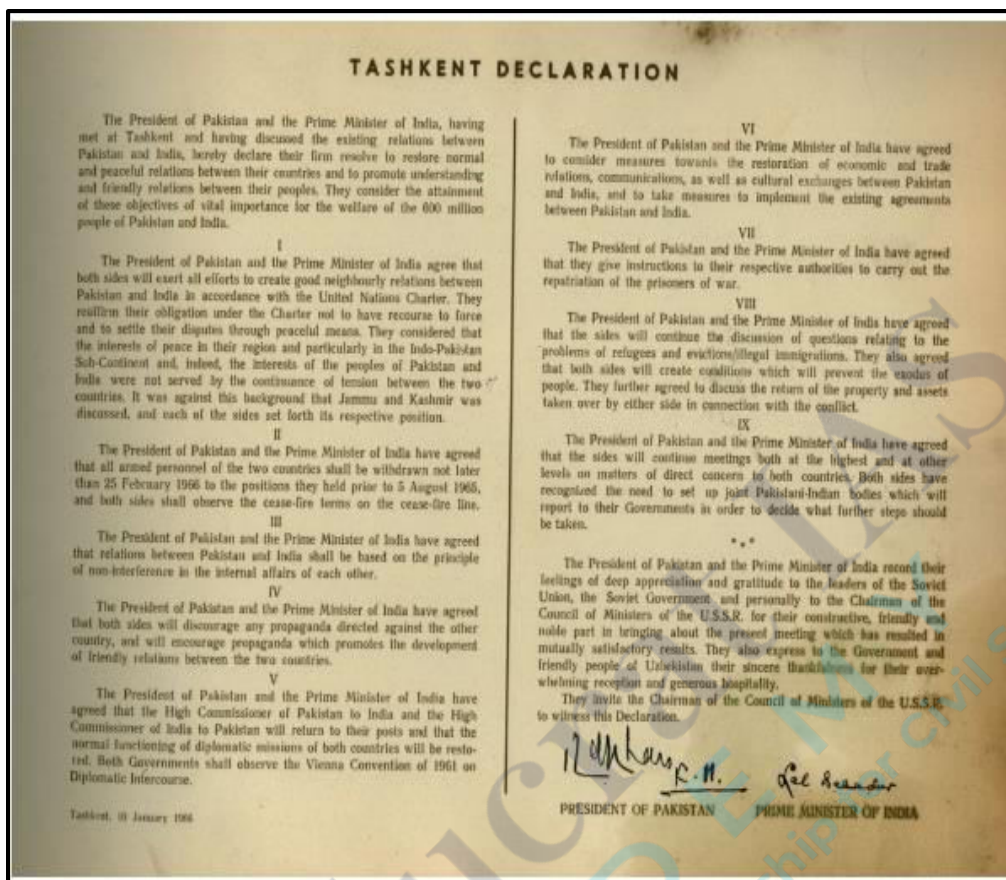 TASHKENT DECLARATION
The President of Pakistan and the Prime Minister of India, having
met at Tashkent and having discussed the existing relations between
Pakistan and India, hereby declare their firm resolve to restore normal
and peaceful relations between their countries and to promote understanding
and friendly relations between their peoples. They consider the attainment
of these objectives of vital importance for the welfare of the 600 million
people of Pakistan and India.
I
The President of Pakistan and the Prime Minister of India agree that
both sides will exert all efforts to create good neighbourly relations between
Pakistan and India in accordance with the United Nations Charter. They
reaffirm their obligation under the Charter not to have recourse to force
and to settle their disputes through peaceful means. They considered that
the interests of peace in their region and particularly in the Indo-Pakistan
Sub-Continent and, indeed, the interests of the peoples of Pakistan and
India were not served by the continuance of tension between the two
countries. It was against this background that Jammu and Kashmir was
discussed, and each of the sides set forth its respective position.
II
The President of Pakistan and the Prime Minister of India have agreed
that all armed personnel of the two countries shall be withdrawn not later
than 25 February 1966 to the positions they held prior to 5 August 1965,
and both sides shall observe the cease-fire terms on the cease-fire line.
III
The President of Pakistan and the Prime Minister of India have agreed
that relations between Pakistan and India shall be based on the principle
of non-interference in the internal affairs of each other.
IV
The President of Pakistan and the Prime Minister of India have agreed
that both sides will discourage any propaganda directed against the other
country, and will encourage propaganda which promotes the development
of friendly relations between the two countries.
V
The President of Pakistan and the Prime Minister of India have
agreed that the High Commissioner of Pakistan to India and the High
Commissioner of India to Pakistan will return to their posts and that the
normal functioning of diplomatic missions of both countries will be resto-
red. Both Governments shall observe the Vienna Convention of 1961 on
Diplomatic Intercourse.
Tashkent, 10 January 1966
VI
The President of Pakistan and the Prime Minister of India have agreed
to consider measures towards the restoration of economic and trade
relations, communications, as well as cultural exchanges between Pakistan
and India, and to take measures to implement the existing agreements
between Pakistan and India.
VII
The President of Pakistan and the Prime Minister of India have agreed
that they give instructions to their respective authorities to carry out the
repatriation of the prisoners of war.
VIII
The President of Pakistan and the Prime Minister of India have agreed
that the sides will continue the discussion of questions relating to the
problems of refugees and evictions/illegal immigrations. They also agreed
that both sides will create conditions which will prevent the exodus of
people. They further agreed to discuss the return of the property and assets
taken over by either side in connection with the conflict.
IX
The President of Pakistan and the Prime Minister of India have agreed
that the sides will continue meetings both at the highest and at other
levels on matters of direct concern to both countries. Both sides have
recognized the need to set up joint Pakistani-Indian bodies which will
report to their Governments in order to decide what further steps should
be taken.
The President of Pakistan and the Prime Minister of India record their
feelings of deep appreciation and gratitude to the leaders of the Soviet
Union, the Soviet Government and personally to the Chairman of the
Council of Ministers of the U.S.S.R. for their constructive, friendly and
noble part in bringing about the present meeting which has resulted in
mutually satisfactory results. They also express to the Government and
friendly people of Uzbekistan their sincere thankfulness for their over-
whelming reception and generous hospitality.
They invite the Chairman of the Council of Ministers of the U.S.S.R.
to witness this Declaration.
PRESIDENT OF PAKISTAN PRIME MINISTER OF INDIA